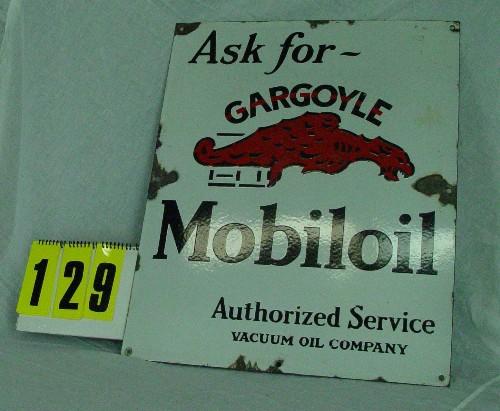 Ask for~
GARGOYLE
Mobiloil
Authorized Service
VACUUM OIL COMPANY
129